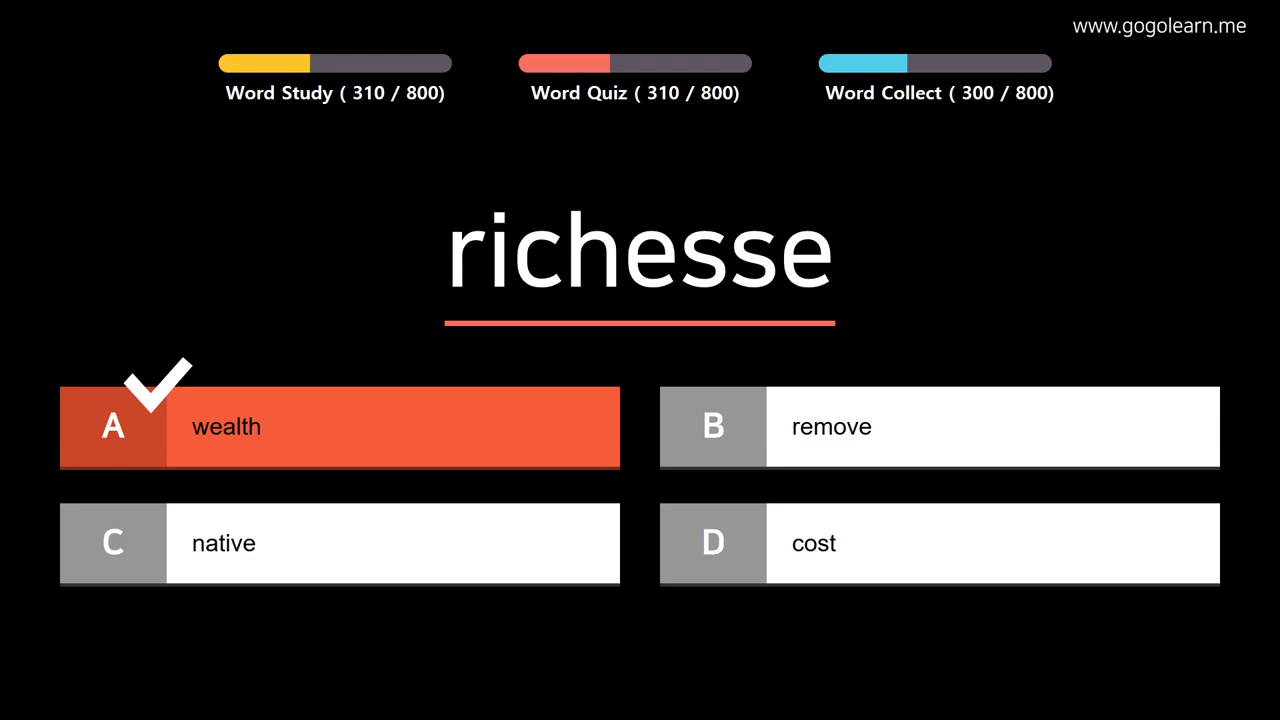 www.gogolearn.me
Word Study ( 310 / 800)
Word Quiz ( 310 / 800)
Word Collect ( 300 / 800)
richesse
A wealth
B remove
C native
D cost